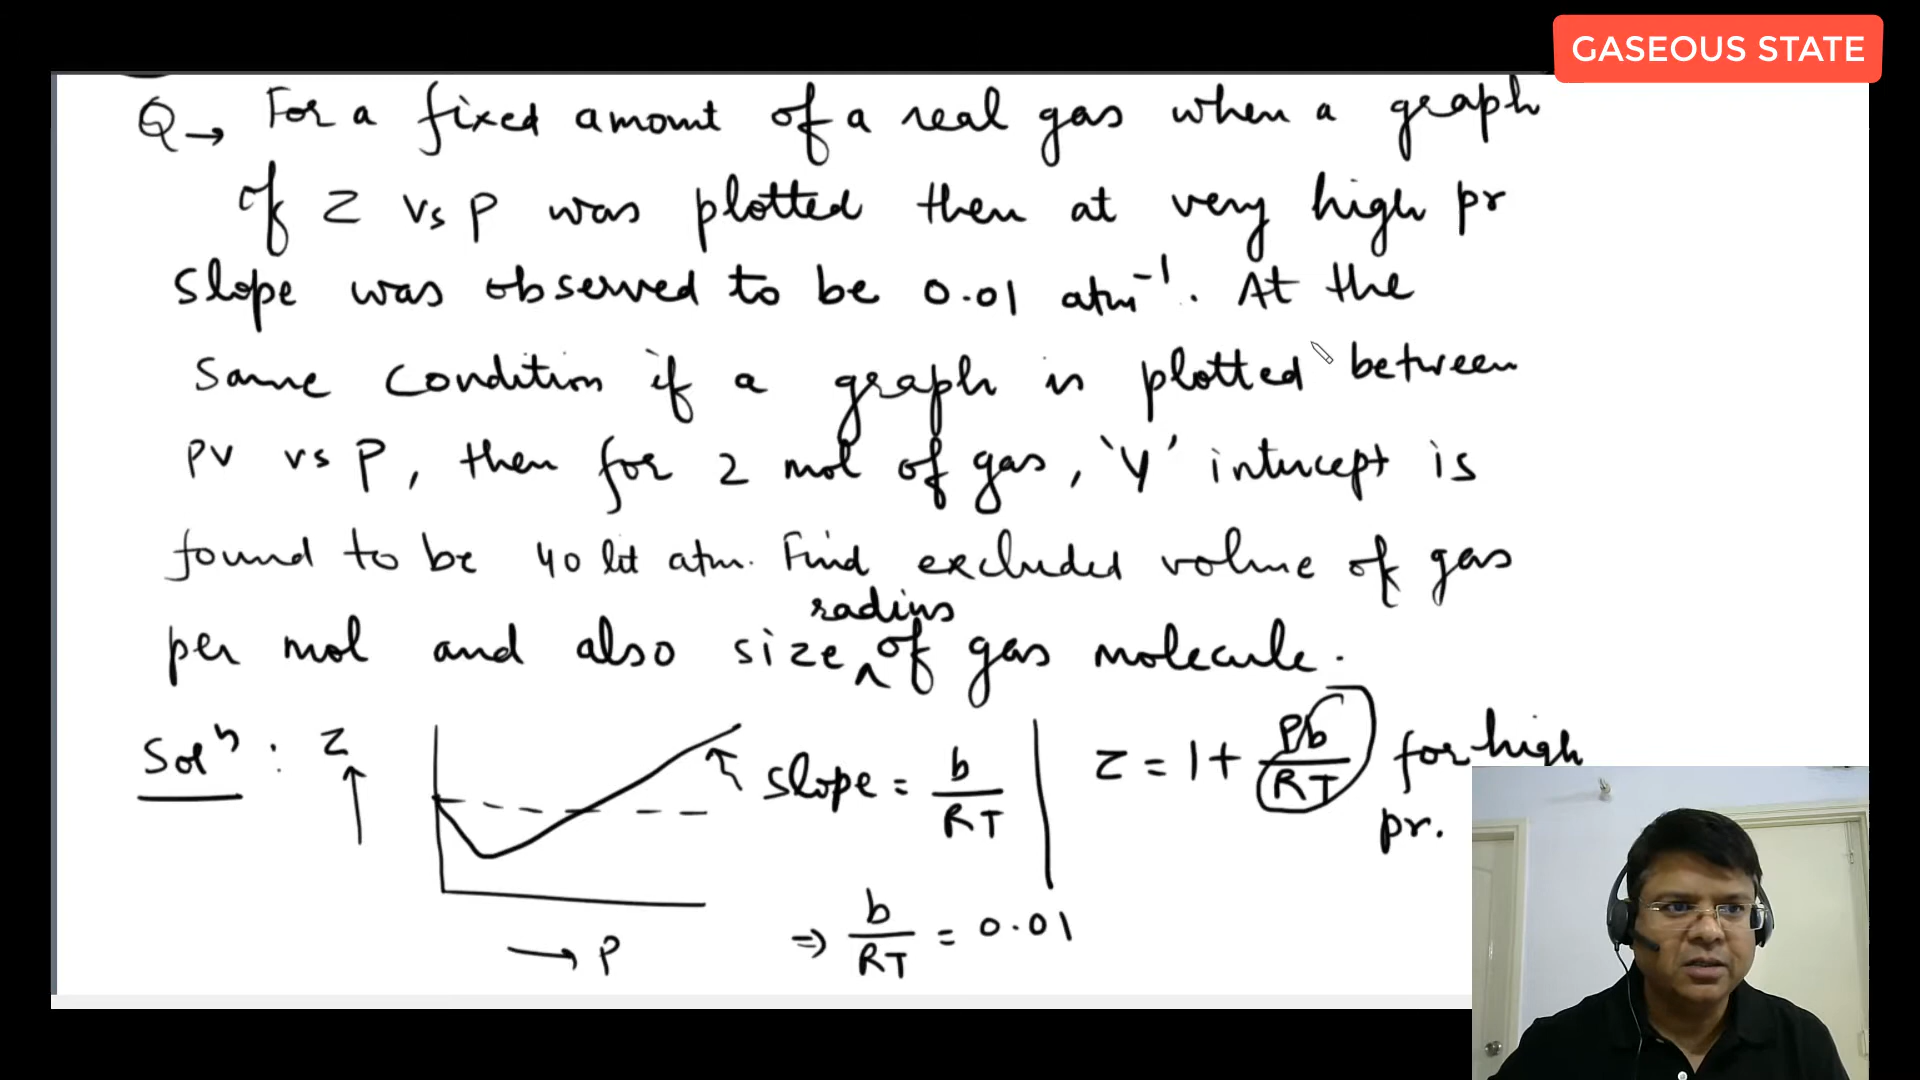 GASEOUS STATE
Q → For a fixed amount of a real gas when a graph
of Z vs P was plotted then at very high pr
slope was observed to be 0.01 atm⁻¹. At the
same condition if a graph is plotted between
PV vs P, then for 2 mol of gas, 'Y' intercept is
found to be 40 lit atm. Find excluded volume of gas
radius
per mol and also size ^ of gas molecule.
Solⁿ : Z
slope = b/RT
Z = 1 + Pb/RT for high
pr.
⇒ b/RT = 0.01
→ P